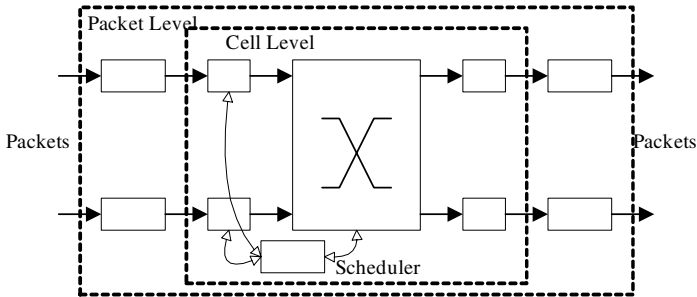 Packet Level
Cell Level
Packets
Packets
Scheduler